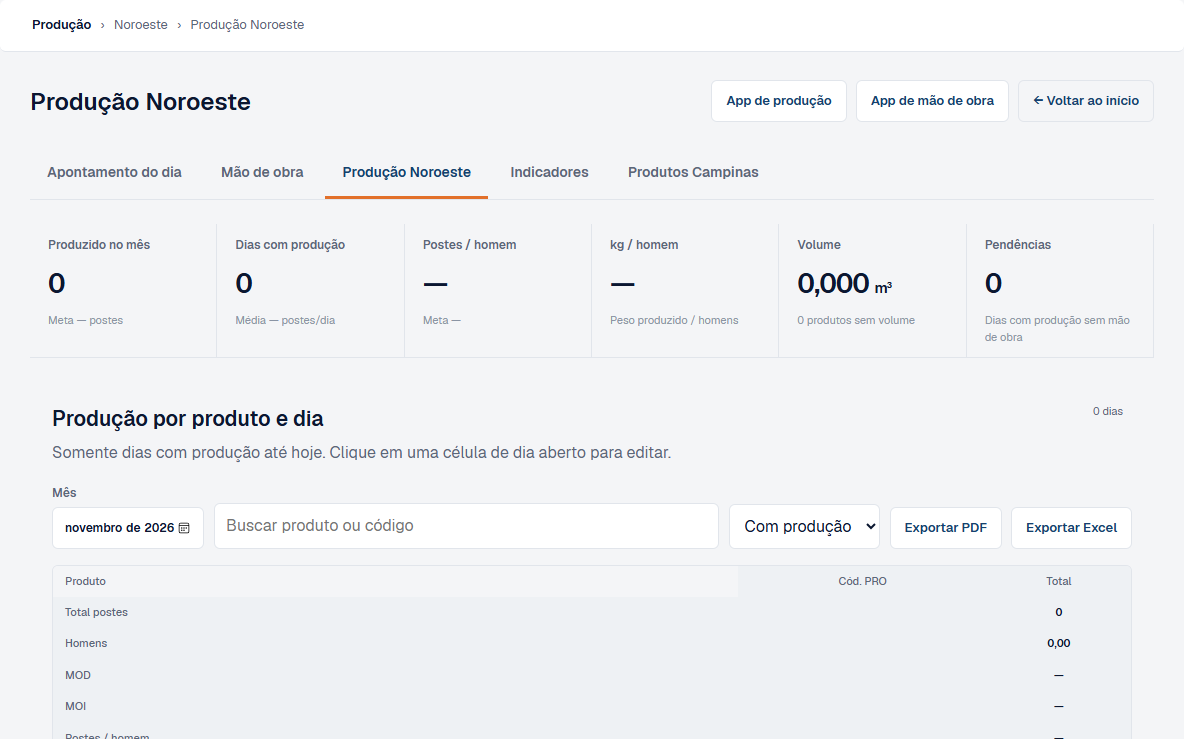 Produção › Noroeste › Produção Noroeste
Produção Noroeste
App de produção
App de mão de obra
← Voltar ao início
Apontamento do dia
Mão de obra
Produção Noroeste
Indicadores
Produtos Campinas
Produzido no mês
0
Meta — postes
Dias com produção
0
Média — postes/dia
Postes / homem
—
Meta —
kg / homem
—
Peso produzido / homens
Volume
0,000 m³
0 produtos sem volume
Pendências
0
Dias com produção sem mão
de obra
Produção por produto e dia
0 dias
Somente dias com produção até hoje. Clique em uma célula de dia aberto para editar.
Mês
novembro de 2026
Buscar produto ou código
Com produção
Exportar PDF
Exportar Excel
Produto Cód. PRO Total
Total postes 0
Homens 0,00
MOD —
MOI —
Postes / homem —